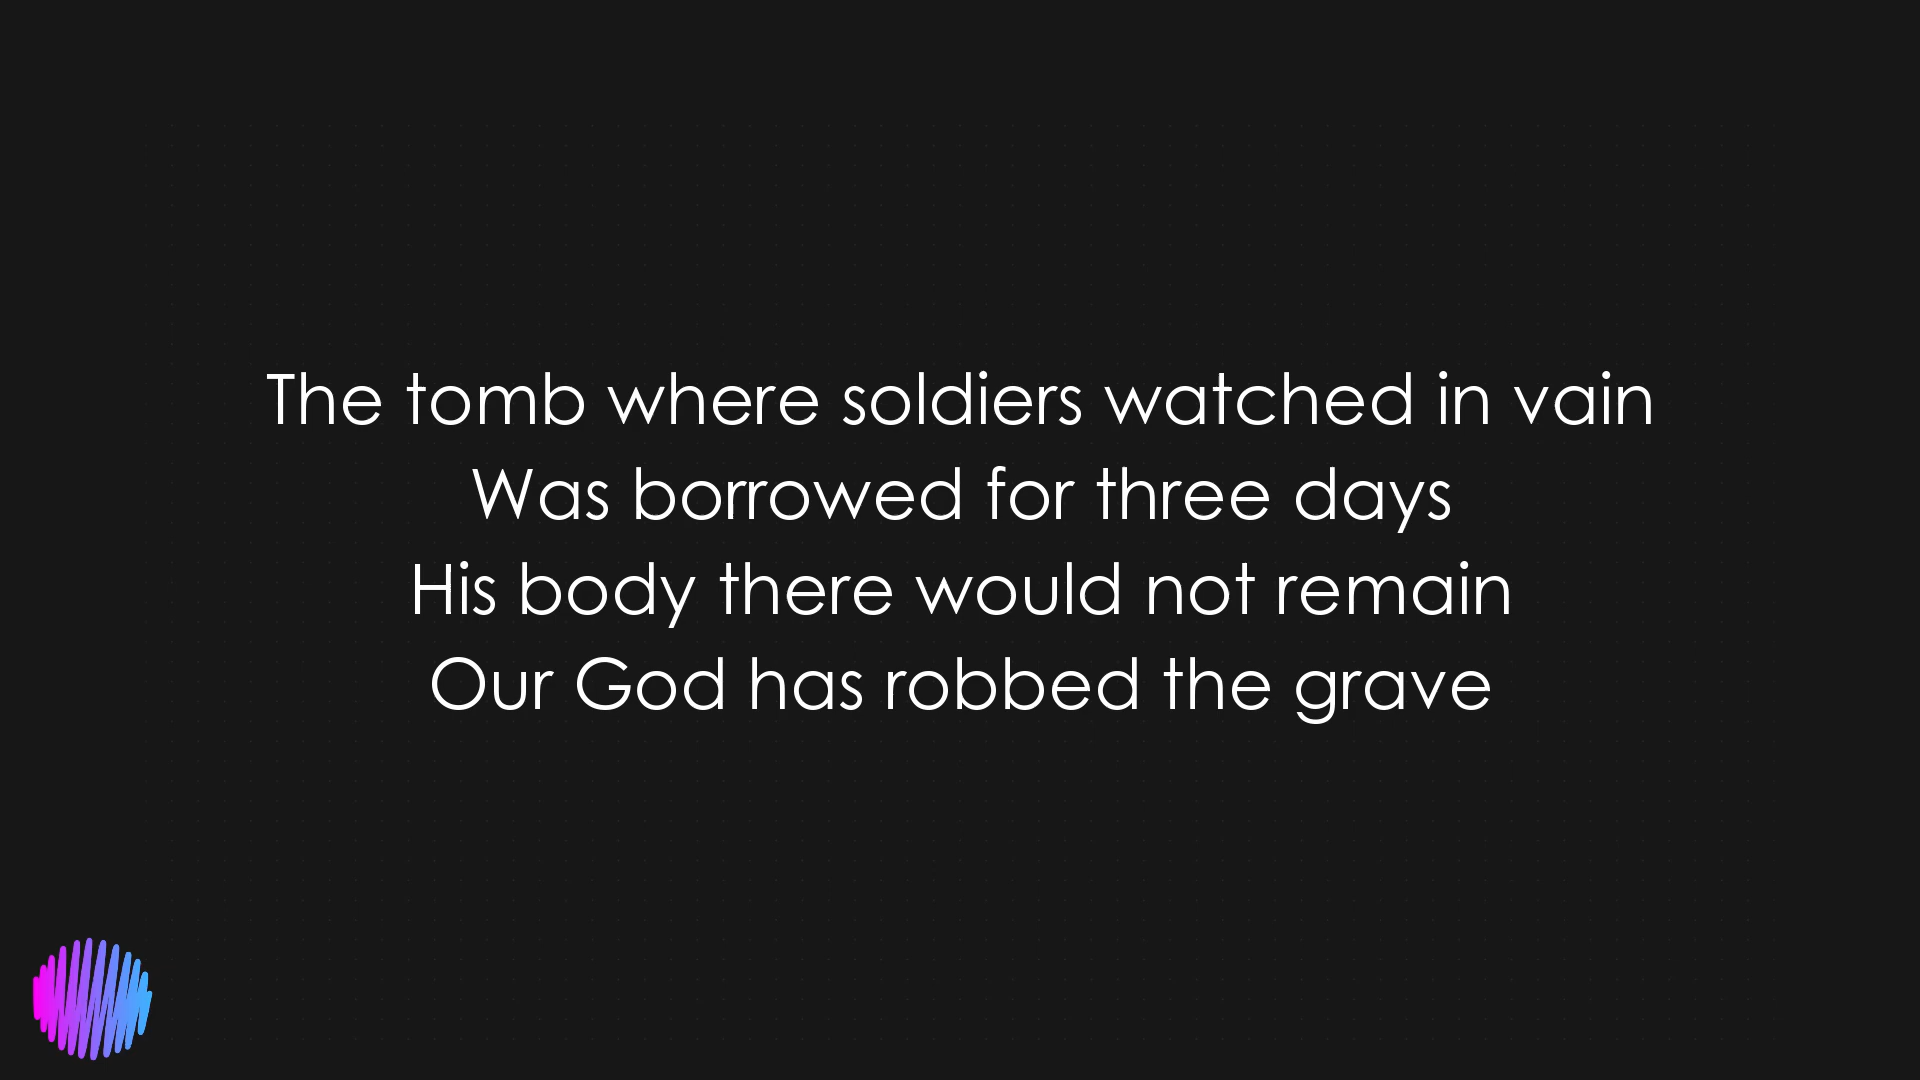 The tomb where soldiers watched in vain
Was borrowed for three days
His body there would not remain
Our God has robbed the grave